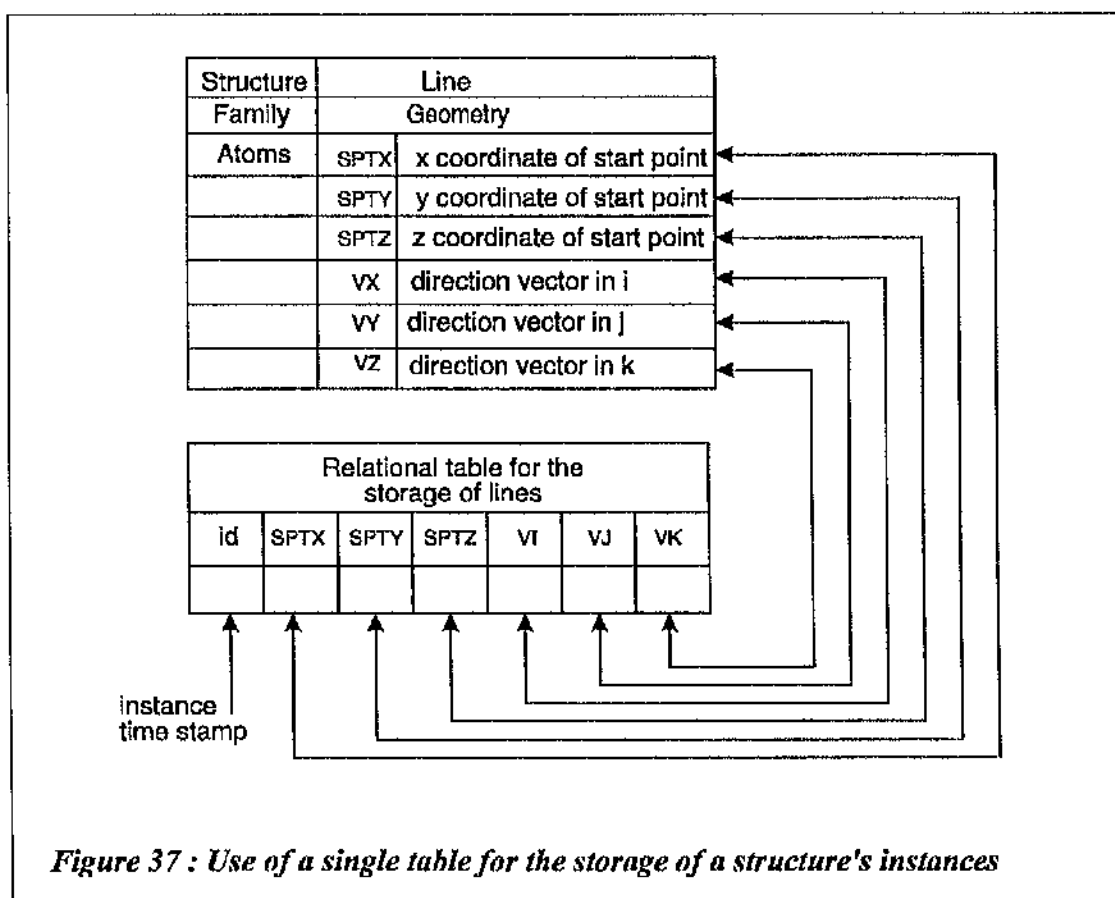 Structure Line
Family Geometry
Atoms SPTX x coordinate of start point
SPTY y coordinate of start point
SPTZ z coordinate of start point
VX direction vector in i
VY direction vector in j
VZ direction vector in k
Relational table for the
storage of lines
id SPTX SPTY SPTZ VI VJ VK
instance
time stamp
Figure 37 : Use of a single table for the storage of a structure's instances